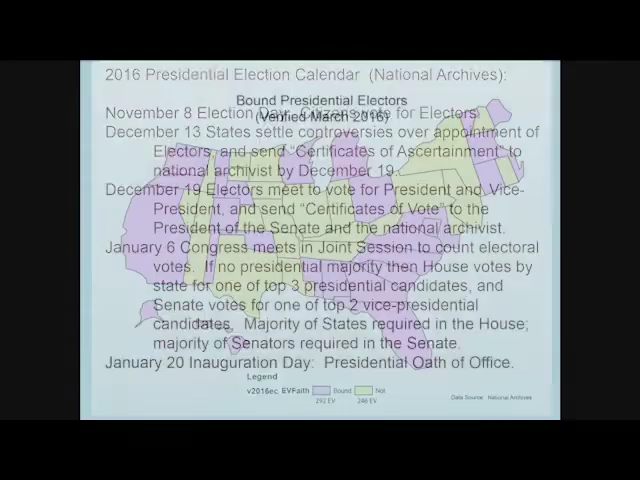 2016 Presidential Election Calendar (National Archives):
Bound Presidential Electors
(Verified March 2016)
November 8 Election Day: Citizens vote for Electors
December 13 States settle controversies over appointment of
Electors, and send "Certificates of Ascertainment" to
national archivist by December 19.
December 19 Electors meet to vote for President and Vice-
President, and send "Certificates of Vote" to the
President of the Senate and the national archivist.
January 6 Congress meets in Joint Session to count electoral
votes. If no presidential majority then House votes by
state for one of top 3 presidential candidates, and
Senate votes for one of top 2 vice-presidential
candidates. Majority of States required in the House;
majority of Senators required in the Senate.
January 20 Inauguration Day: Presidential Oath of Office.
Legend
v2016ec EVFaith Bound Not
292 EV 246 EV
Data Source: National Archives